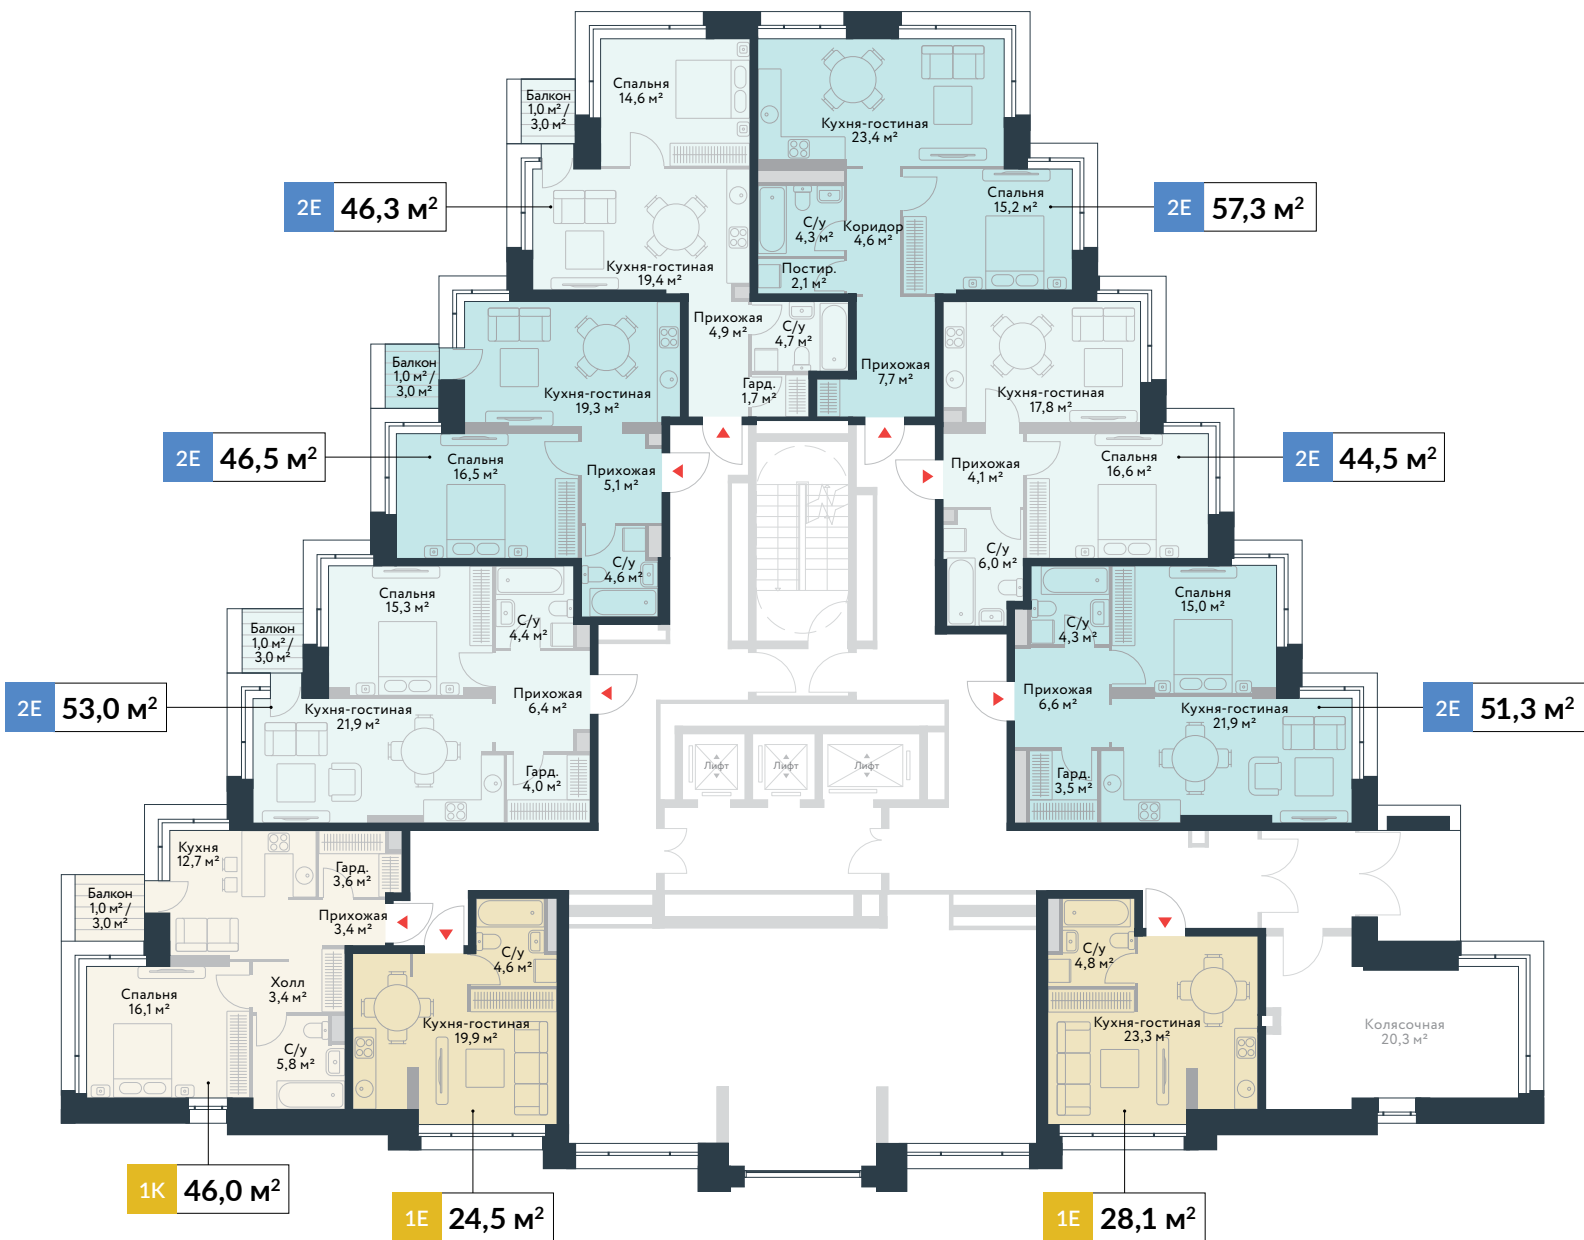 Спальня
14,6 м²
Балкон
1,0 м² /
3,0 м²
Кухня-гостиная
23,4 м²
2Е 46,3 м²
Спальня
15,2 м²
2Е 57,3 м²
С/у
4,3 м²
Коридор
4,6 м²
Кухня-гостиная
19,4 м²
Постир.
2,1 м²
Прихожая
4,9 м²
С/у
4,7 м²
Гард.
1,7 м²
Прихожая
7,7 м²
Балкон
1,0 м² /
3,0 м²
Кухня-гостиная
19,3 м²
Кухня-гостиная
17,8 м²
2Е 46,5 м²
Спальня
16,5 м²
Прихожая
5,1 м²
Прихожая
4,1 м²
Спальня
16,6 м²
2Е 44,5 м²
С/у
4,6 м²
С/у
6,0 м²
Спальня
15,3 м²
С/у
4,4 м²
Балкон
1,0 м² /
3,0 м²
С/у
4,3 м²
Спальня
15,0 м²
2Е 53,0 м²
Кухня-гостиная
21,9 м²
Прихожая
6,4 м²
Прихожая
6,6 м²
Кухня-гостиная
21,9 м²
2Е 51,3 м²
Гард.
4,0 м²
Лифт
Лифт
Лифт
Гард.
3,5 м²
Кухня
12,7 м²
Гард.
3,6 м²
Балкон
1,0 м² /
3,0 м²
Прихожая
3,4 м²
С/у
4,6 м²
С/у
4,8 м²
Спальня
16,1 м²
Холл
3,4 м²
С/у
5,8 м²
Кухня-гостиная
19,9 м²
Кухня-гостиная
23,3 м²
Колясочная
20,3 м²
1К 46,0 м²
1Е 24,5 м²
1Е 28,1 м²